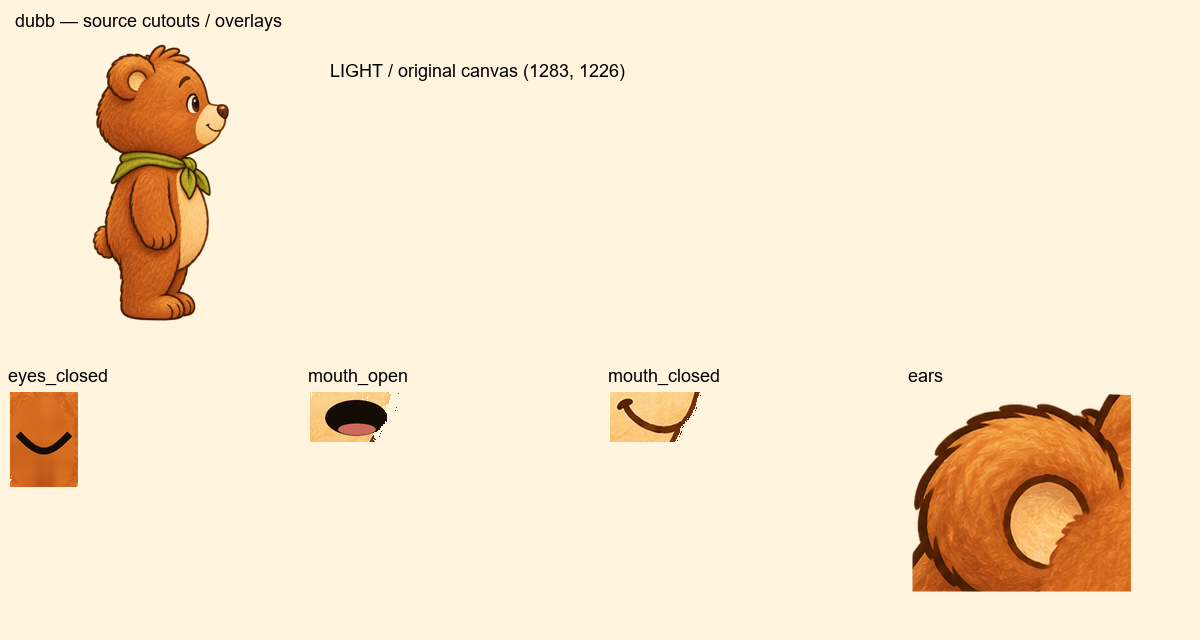 dubb — source cutouts / overlays
LIGHT / original canvas (1283, 1226)
eyes_closed
mouth_open
mouth_closed
ears